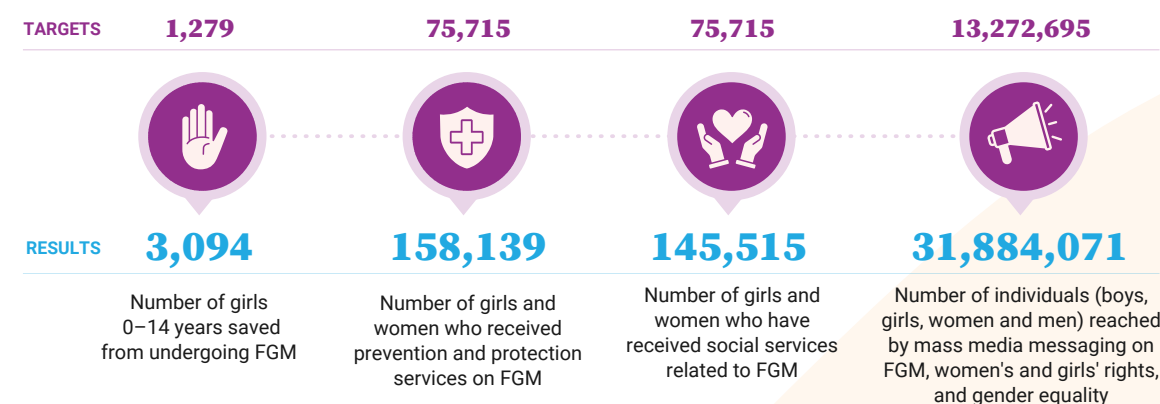 TARGETS 1,279 75,715 75,715 13,272,695
RESULTS 3,094 158,139 145,515 31,884,071
Number of girls
0–14 years saved
from undergoing FGM
Number of girls and
women who received
prevention and protection
services on FGM
Number of girls and
women who have
received social services
related to FGM
Number of individuals (boys,
girls, women and men) reached
by mass media messaging on
FGM, women's and girls' rights,
and gender equality